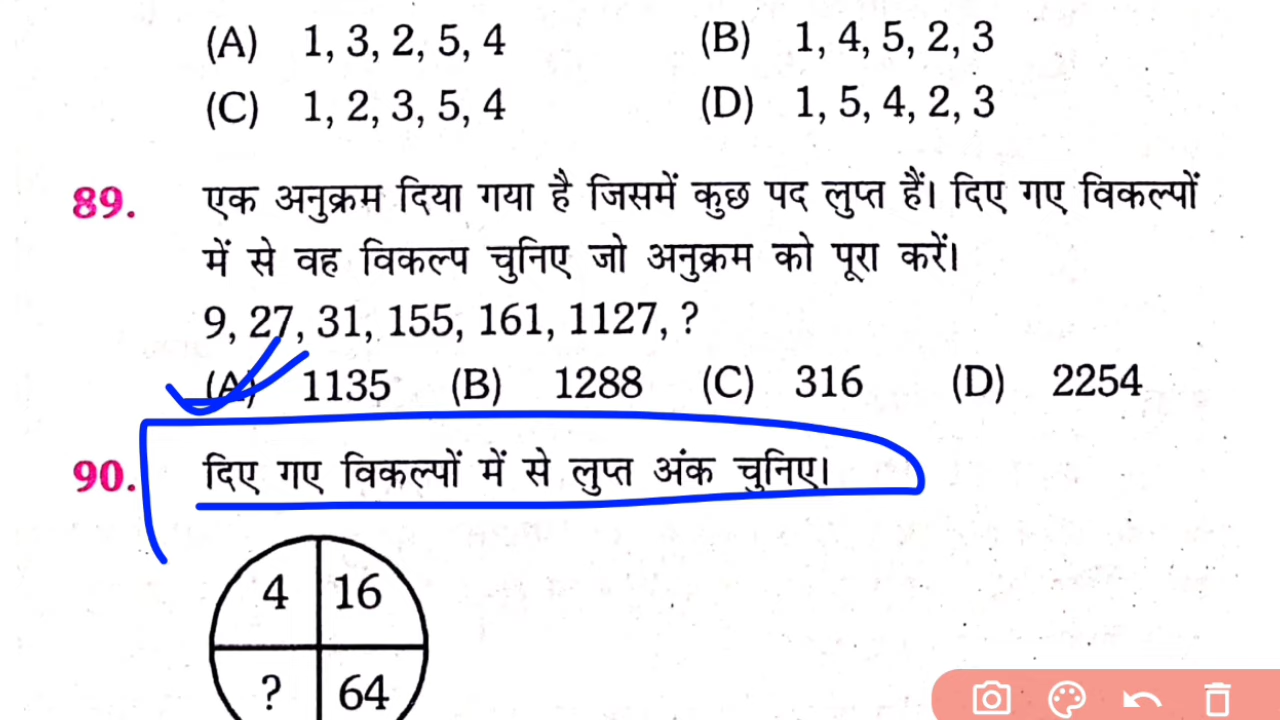 (A) 1, 3, 2, 5, 4 (B) 1, 4, 5, 2, 3
(C) 1, 2, 3, 5, 4 (D) 1, 5, 4, 2, 3
89. एक अनुक्रम दिया गया है जिसमें कुछ पद लुप्त हैं। दिए गए विकल्पों
में से वह विकल्प चुनिए जो अनुक्रम को पूरा करें।
9, 27, 31, 155, 161, 1127, ?
(A) 1135 (B) 1288 (C) 316 (D) 2254
90. दिए गए विकल्पों में से लुप्त अंक चुनिए।
4 16
? 64